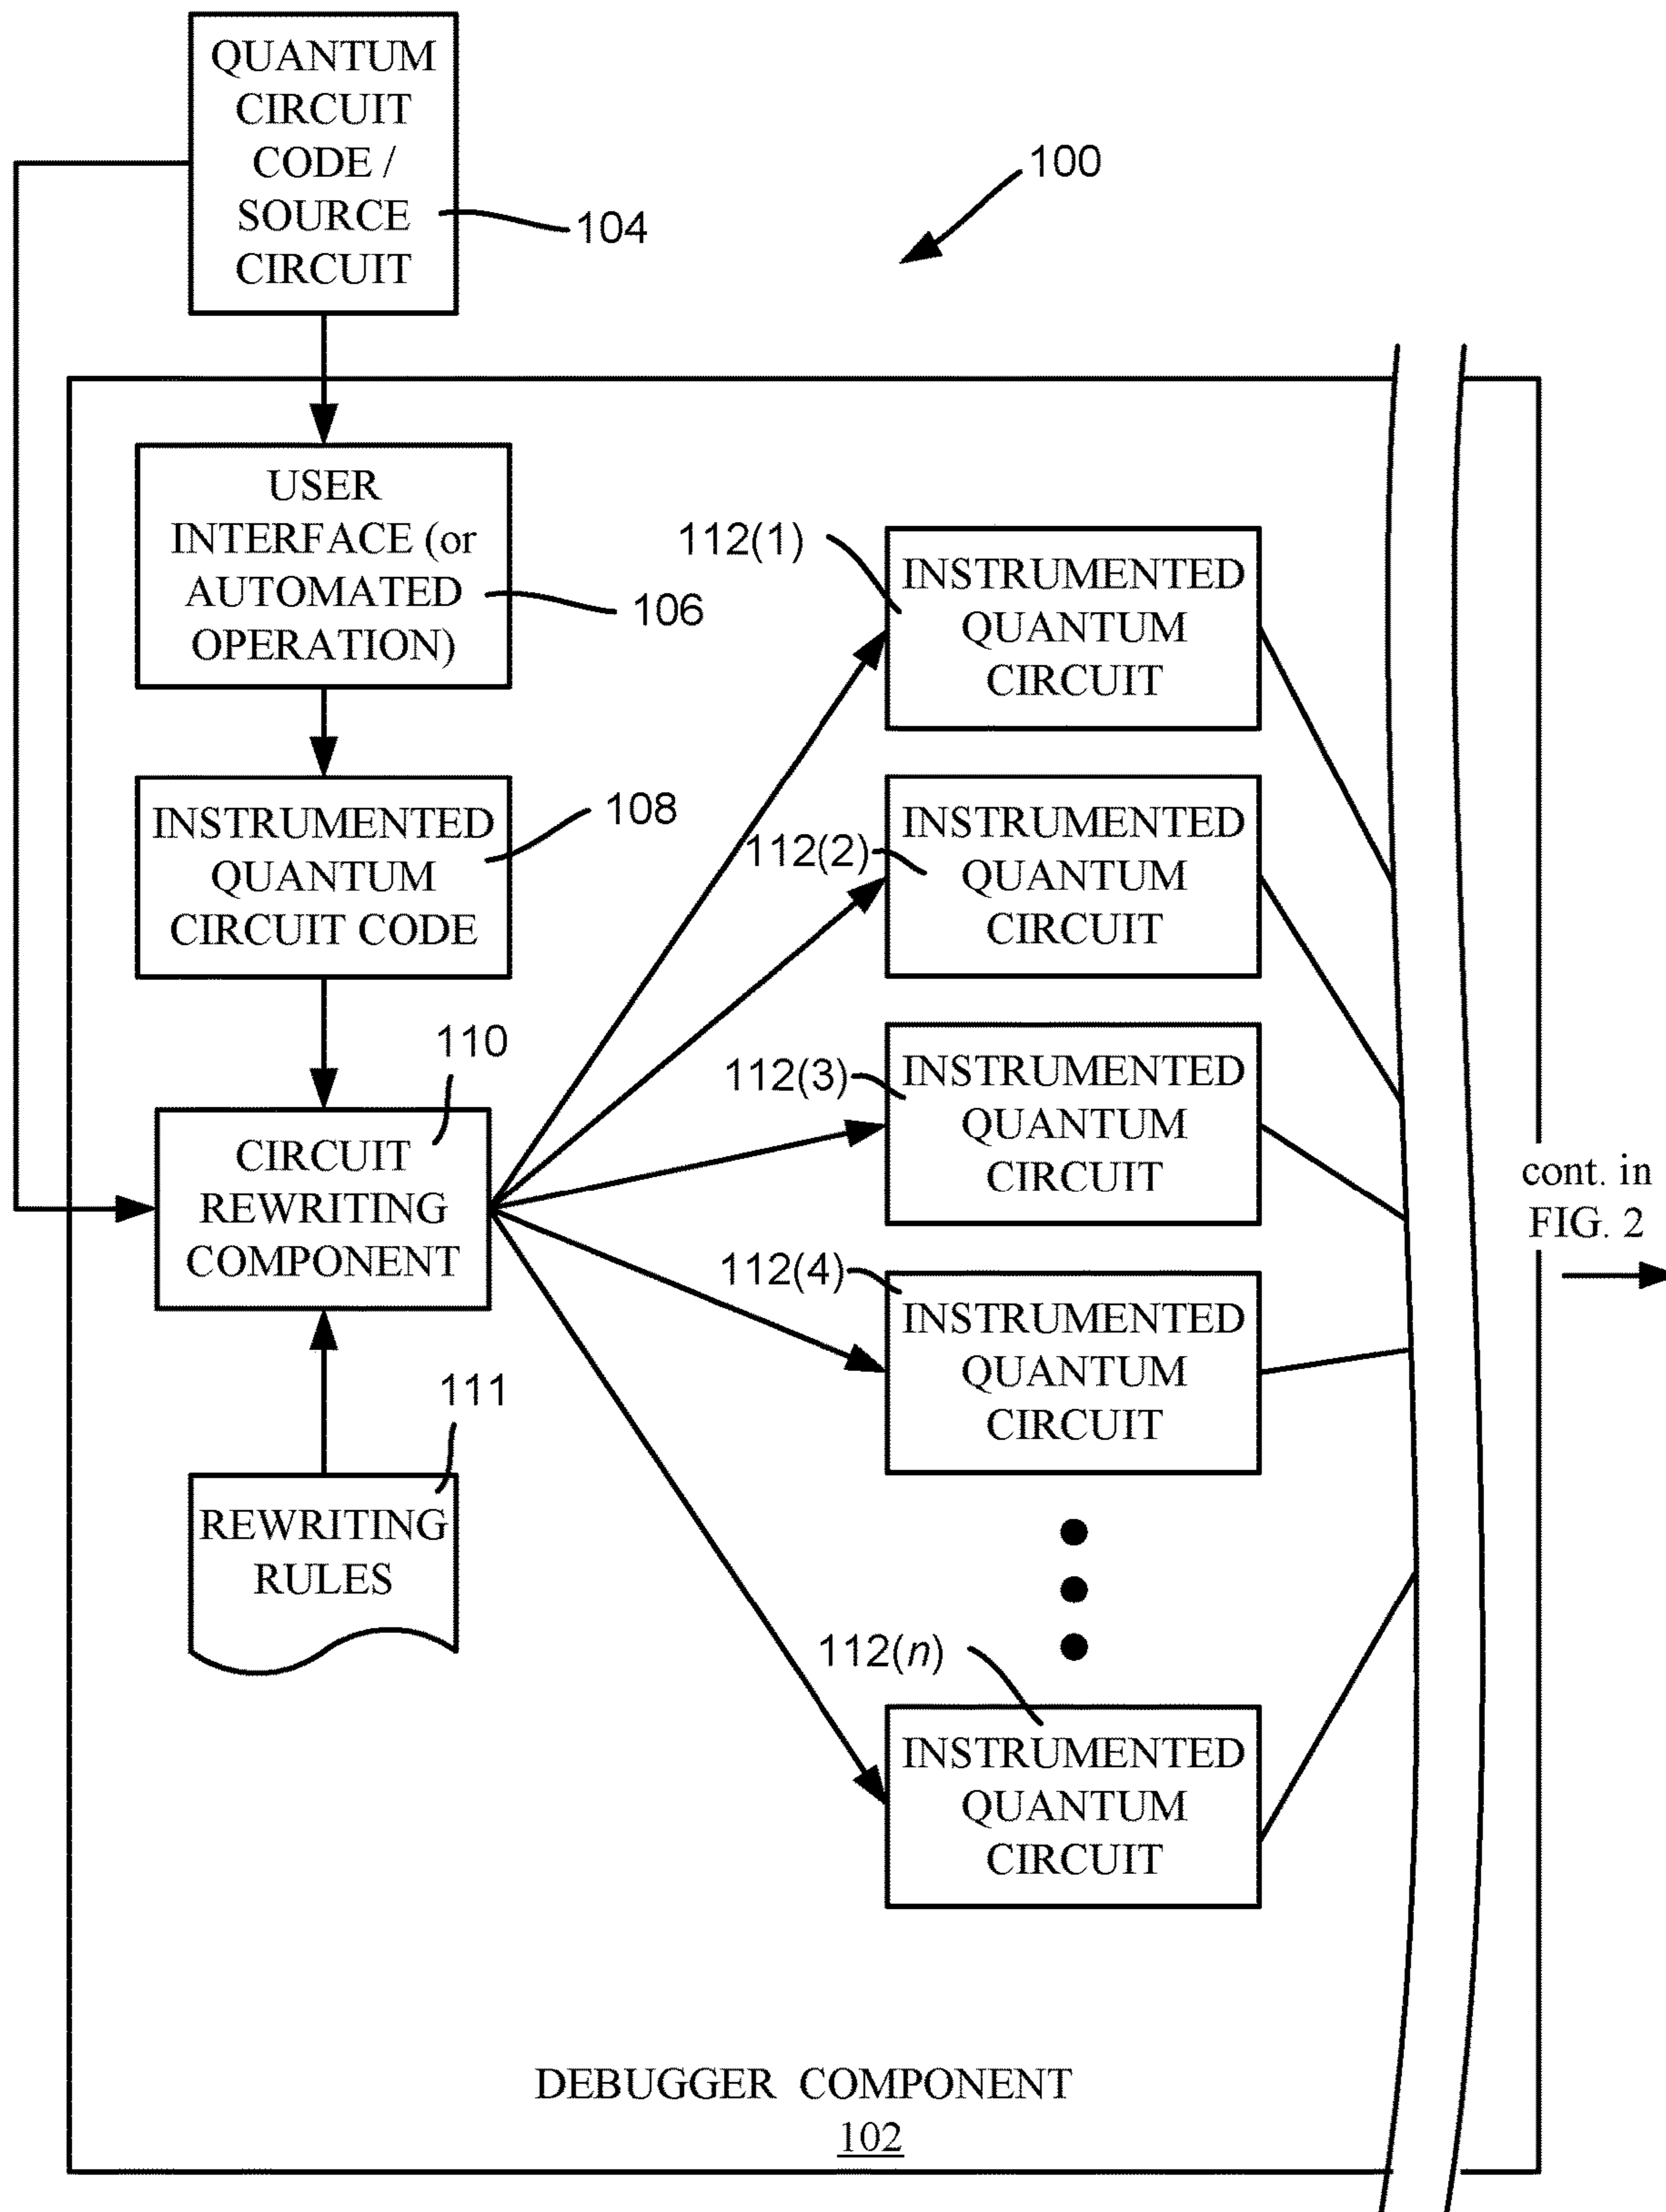 QUANTUM
CIRCUIT
CODE /
SOURCE
CIRCUIT
104
100
USER
INTERFACE (or
AUTOMATED
OPERATION)
106
INSTRUMENTED
QUANTUM
CIRCUIT CODE
108
110
CIRCUIT
REWRITING
COMPONENT
111
REWRITING
RULES
112(1)
INSTRUMENTED
QUANTUM
CIRCUIT
112(2)
INSTRUMENTED
QUANTUM
CIRCUIT
112(3)
INSTRUMENTED
QUANTUM
CIRCUIT
112(4)
INSTRUMENTED
QUANTUM
CIRCUIT
112(n)
INSTRUMENTED
QUANTUM
CIRCUIT
cont. in
FIG. 2
DEBUGGER COMPONENT
102